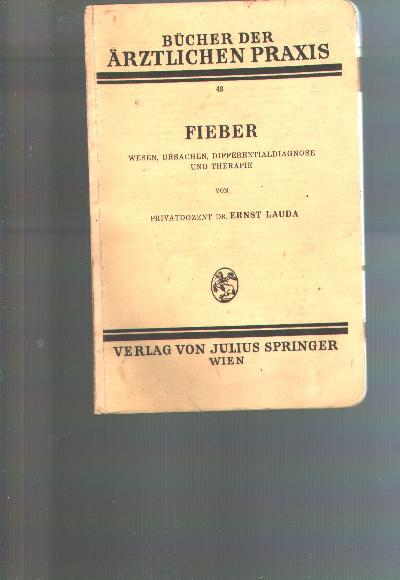 BÜCHER DER
ÄRZTLICHEN PRAXIS
43
FIEBER
WESEN, URSACHEN, DIFFERENTIALDIAGNOSE
UND THERAPIE
VON
PRIVATDOZENT DR. ERNST LAUDA
VERLAG VON JULIUS SPRINGER
WIEN